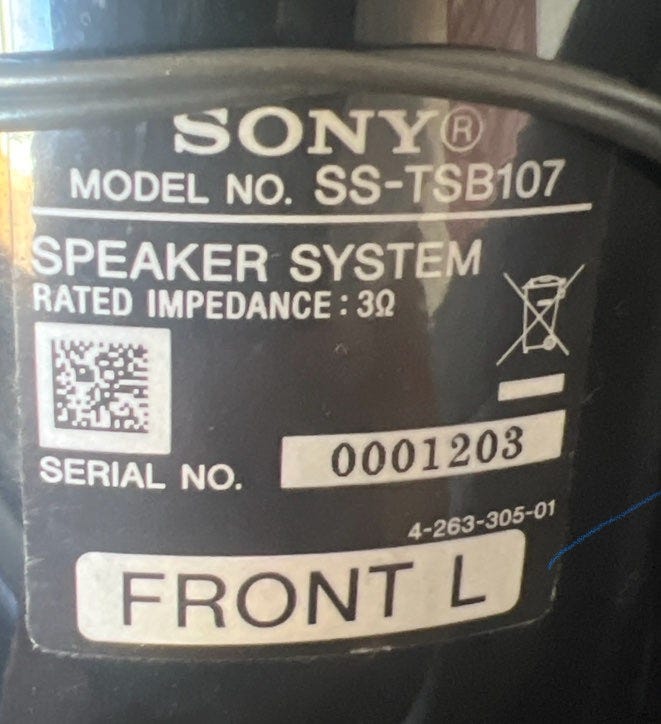 SONY®
MODEL NO. SS-TSB107
SPEAKER SYSTEM
RATED IMPEDANCE : 3Ω
SERIAL NO. 0001203
4-263-305-01
FRONT L